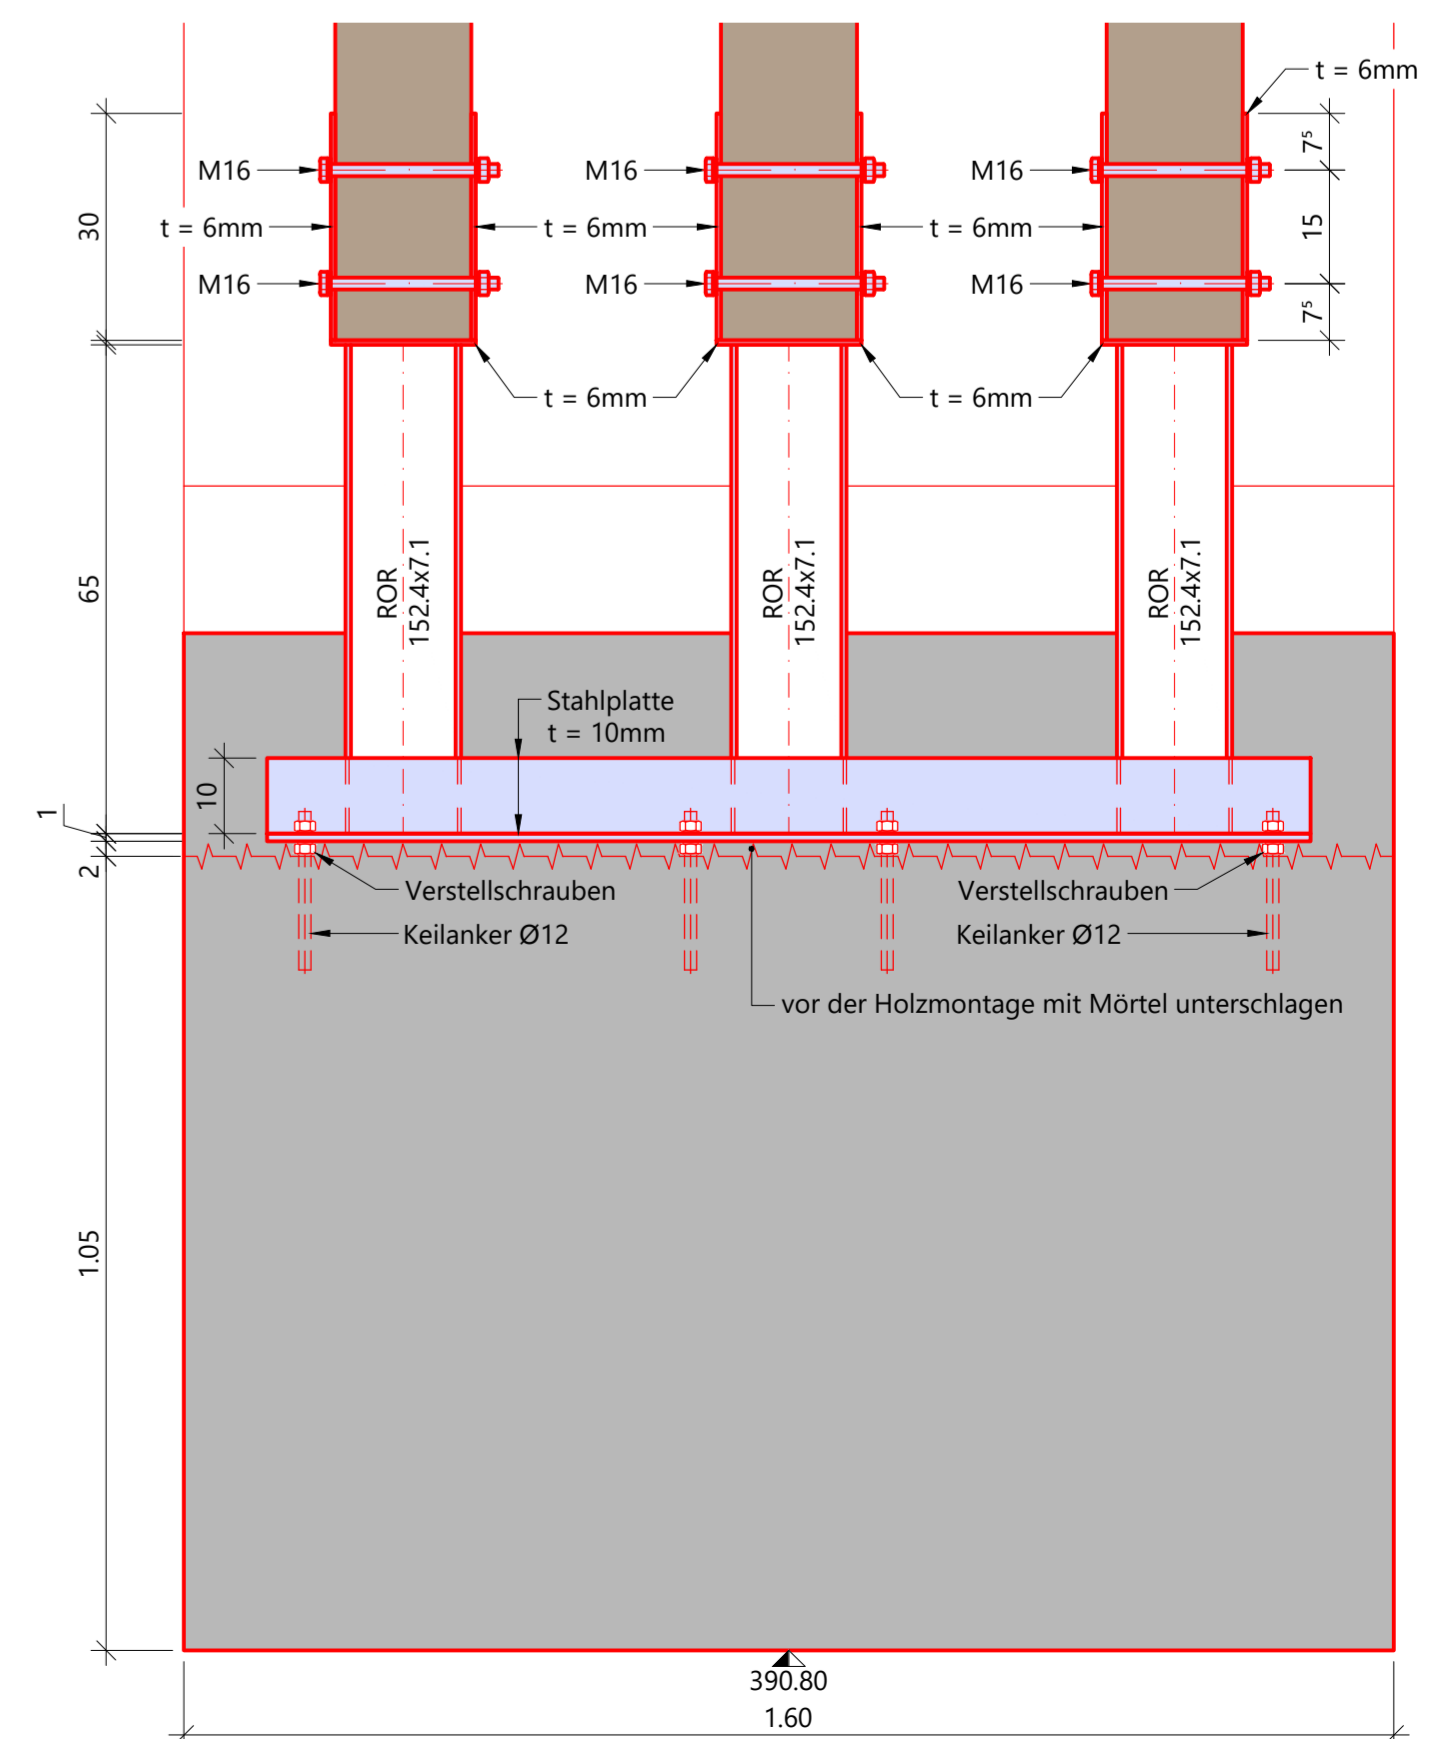 t = 6mm
7⁵
M16
M16
M16
30
t = 6mm
t = 6mm
t = 6mm
15
M16
M16
M16
7⁵
t = 6mm
t = 6mm
65
ROR
152.4x7.1
ROR
152.4x7.1
ROR
152.4x7.1
Stahlplatte
t = 10mm
10
1
2
Verstellschrauben
Verstellschrauben
Keilanker Ø12
Keilanker Ø12
vor der Holzmontage mit Mörtel unterschlagen
1.05
390.80
1.60